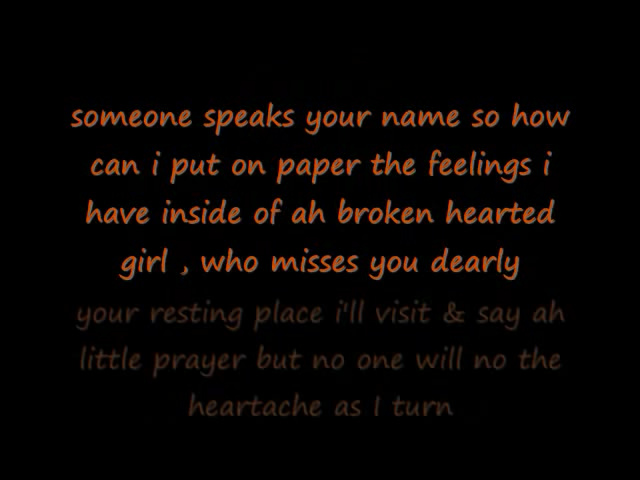 someone speaks your name so how
can i put on paper the feelings i
have inside of ah broken hearted
girl , who misses you dearly
your resting place i'll visit & say ah
little prayer but no one will no the
heartache as I turn